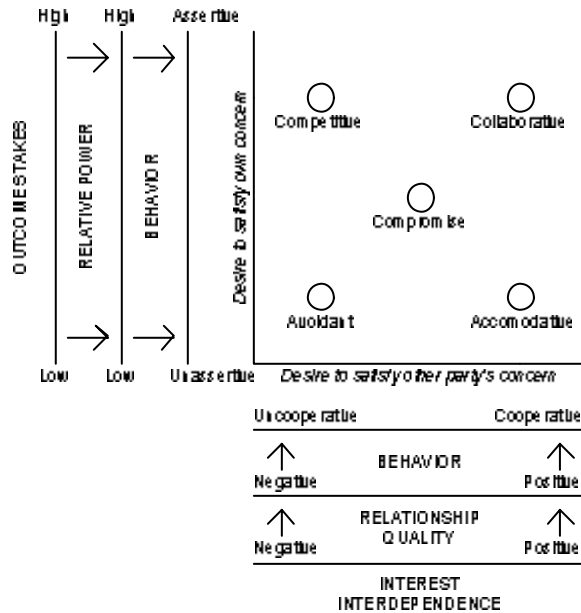 High High Assertive
OUTCOME STAKES
RELATIVE POWER
BEHAVIOR
Desire to satisfy own concern
Competitive Collaborative
Compromise
Avoidant Accomodative
Low Low Unassertive Desire to satisfy other party's concern
Uncooperative Cooperative
BEHAVIOR
Negative Positive
RELATIONSHIP
QUALITY
Negative Positive
INTEREST
INTERDEPENDENCE